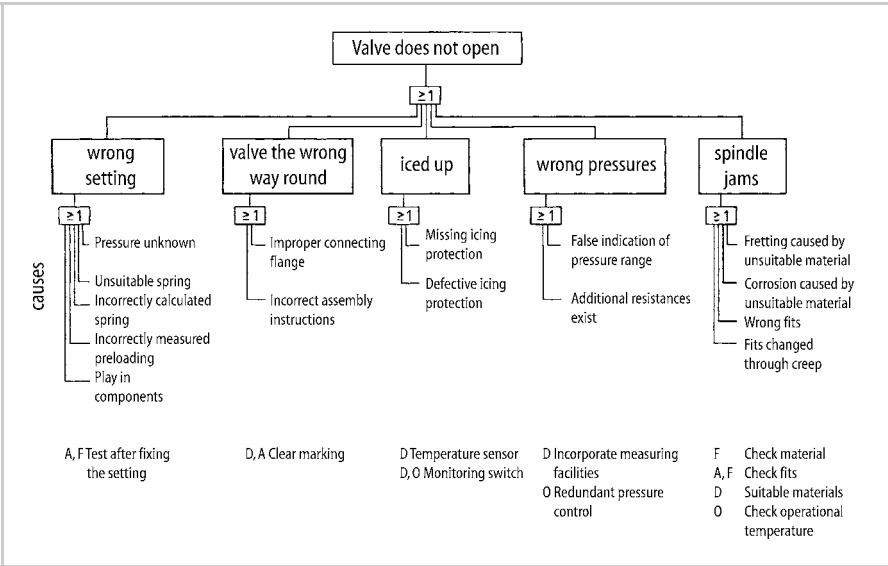 Valve does not open
≥1
wrong
setting
valve the wrong
way round
iced up
wrong pressures
spindle
jams
≥1
≥1
≥1
≥1
≥1
causes
Pressure unknown
Unsuitable spring
Incorrectly calculated
spring
Incorrectly measured
preloading
Play in
components
Improper connecting
flange
Incorrect assembly
instructions
Missing icing
protection
Defective icing
protection
False indication of
pressure range
Additional resistances
exist
Fretting caused by
unsuitable material
Corrosion caused by
unsuitable material
Wrong fits
Fits changed
through creep
A, F Test after fixing
the setting
D, A Clear marking
D Temperature sensor
D, O Monitoring switch
D Incorporate measuring
facilities
O Redundant pressure
control
F Check material
A, F Check fits
D Suitable materials
O Check operational
temperature